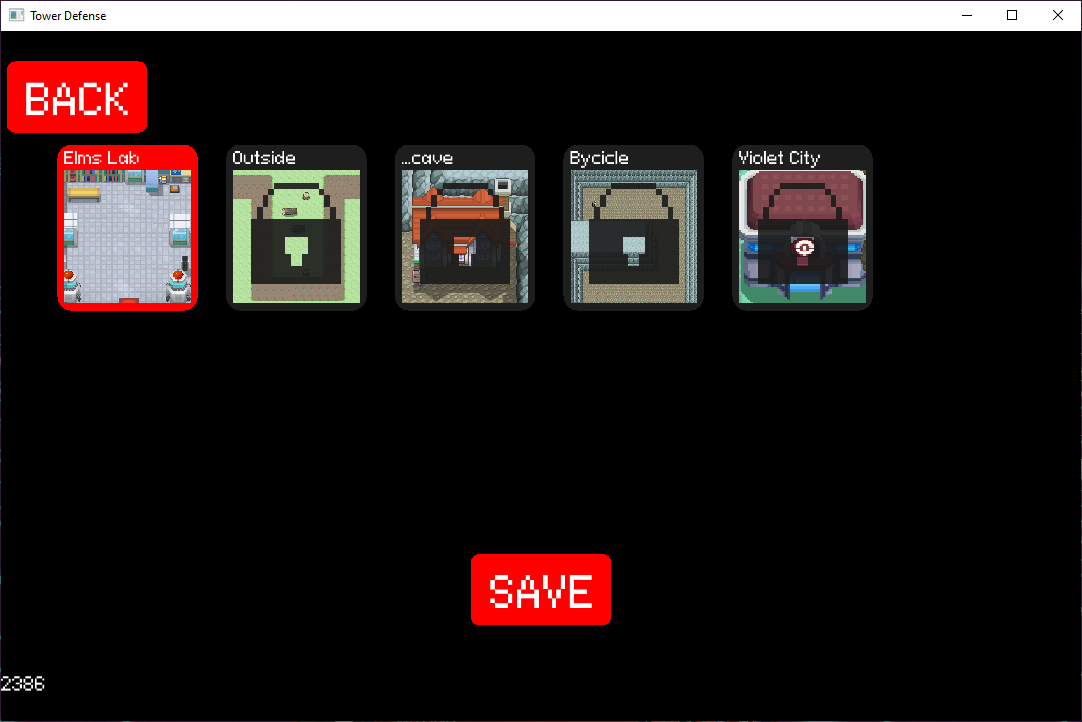 Tower Defense
BACK
Elms Lab
Outside
...cave
Bycicle
Violet City
SAVE
2386